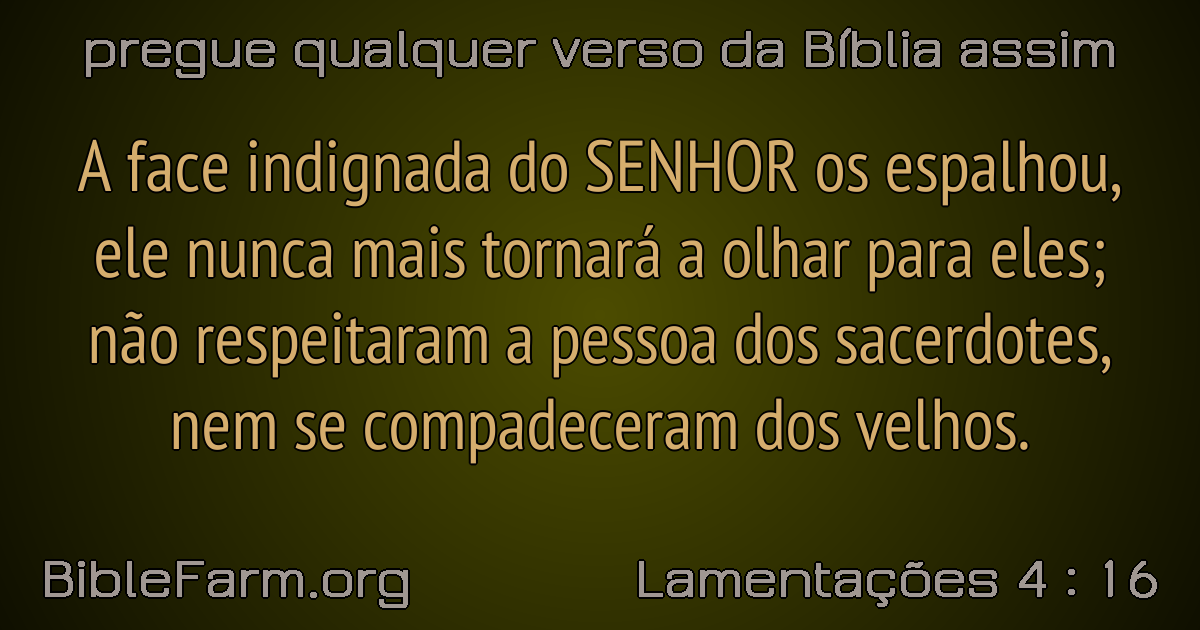 pregue qualquer verso da Bíblia assim
A face indignada do SENHOR os espalhou,
ele nunca mais tornará a olhar para eles;
não respeitaram a pessoa dos sacerdotes,
nem se compadeceram dos velhos.
BibleFarm.org
Lamentações 4 : 16